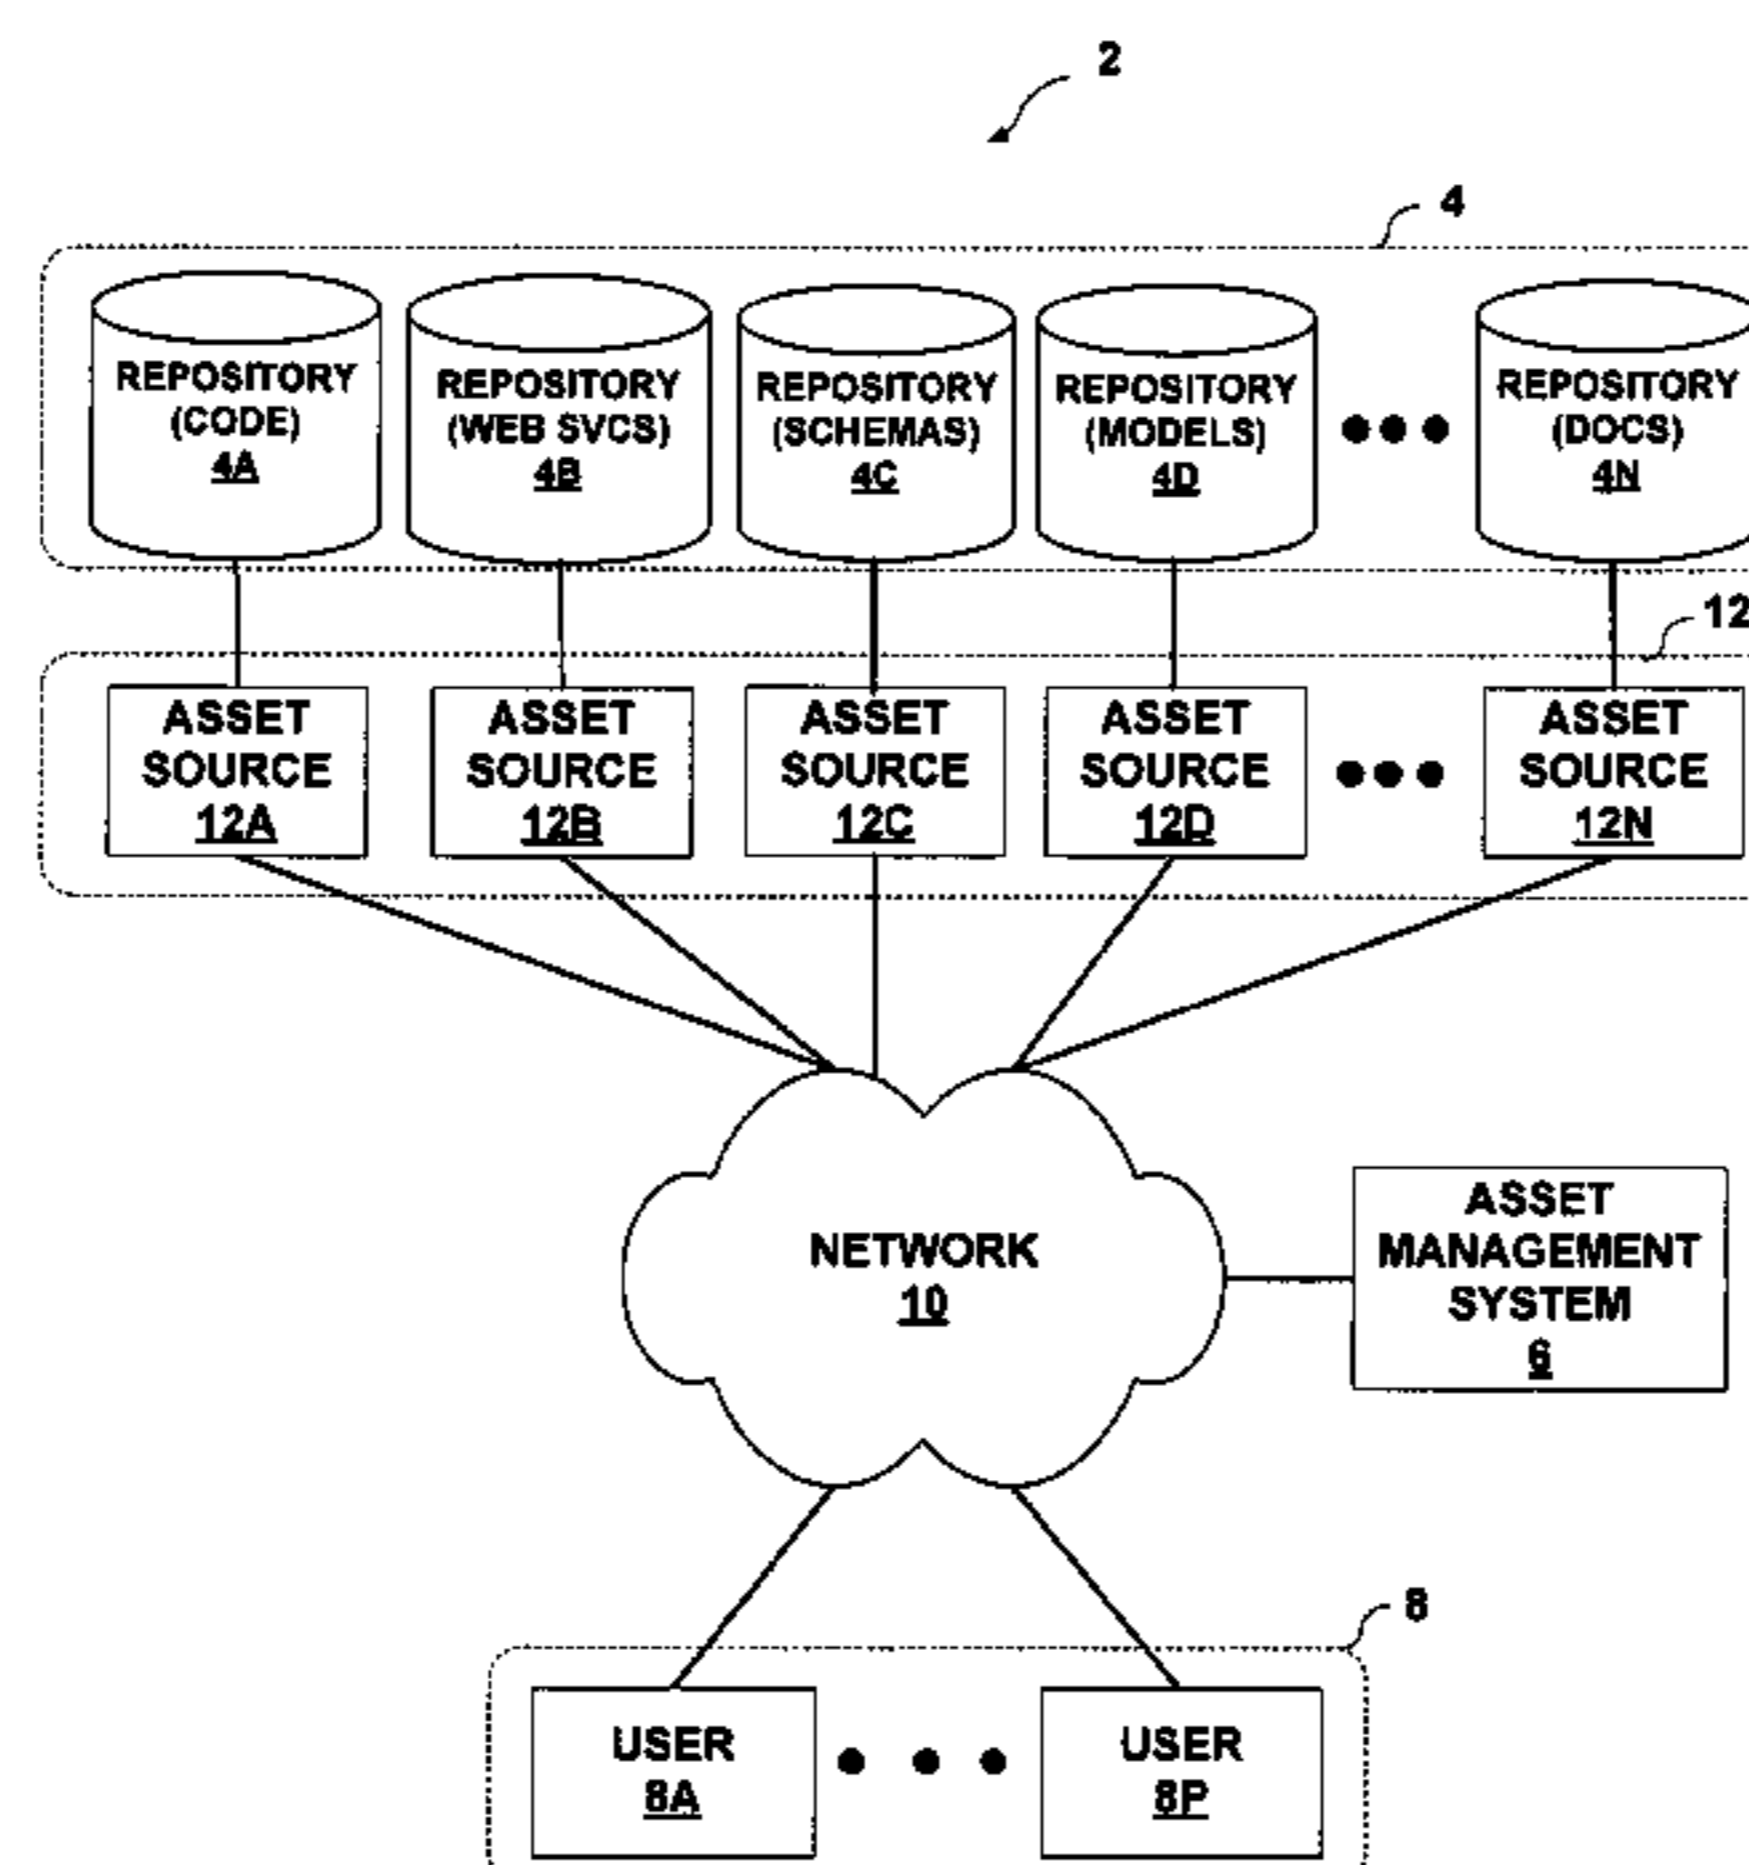 2
4
REPOSITORY
(CODE)
4A
REPOSITORY
(WEB SVCS)
4B
REPOSITORY
(SCHEMAS)
4C
REPOSITORY
(MODELS)
4D
REPOSITORY
(DOCS)
4N
12
ASSET
SOURCE
12A
ASSET
SOURCE
12B
ASSET
SOURCE
12C
ASSET
SOURCE
12D
ASSET
SOURCE
12N
NETWORK
10
ASSET
MANAGEMENT
SYSTEM
6
8
USER
8A
USER
8P